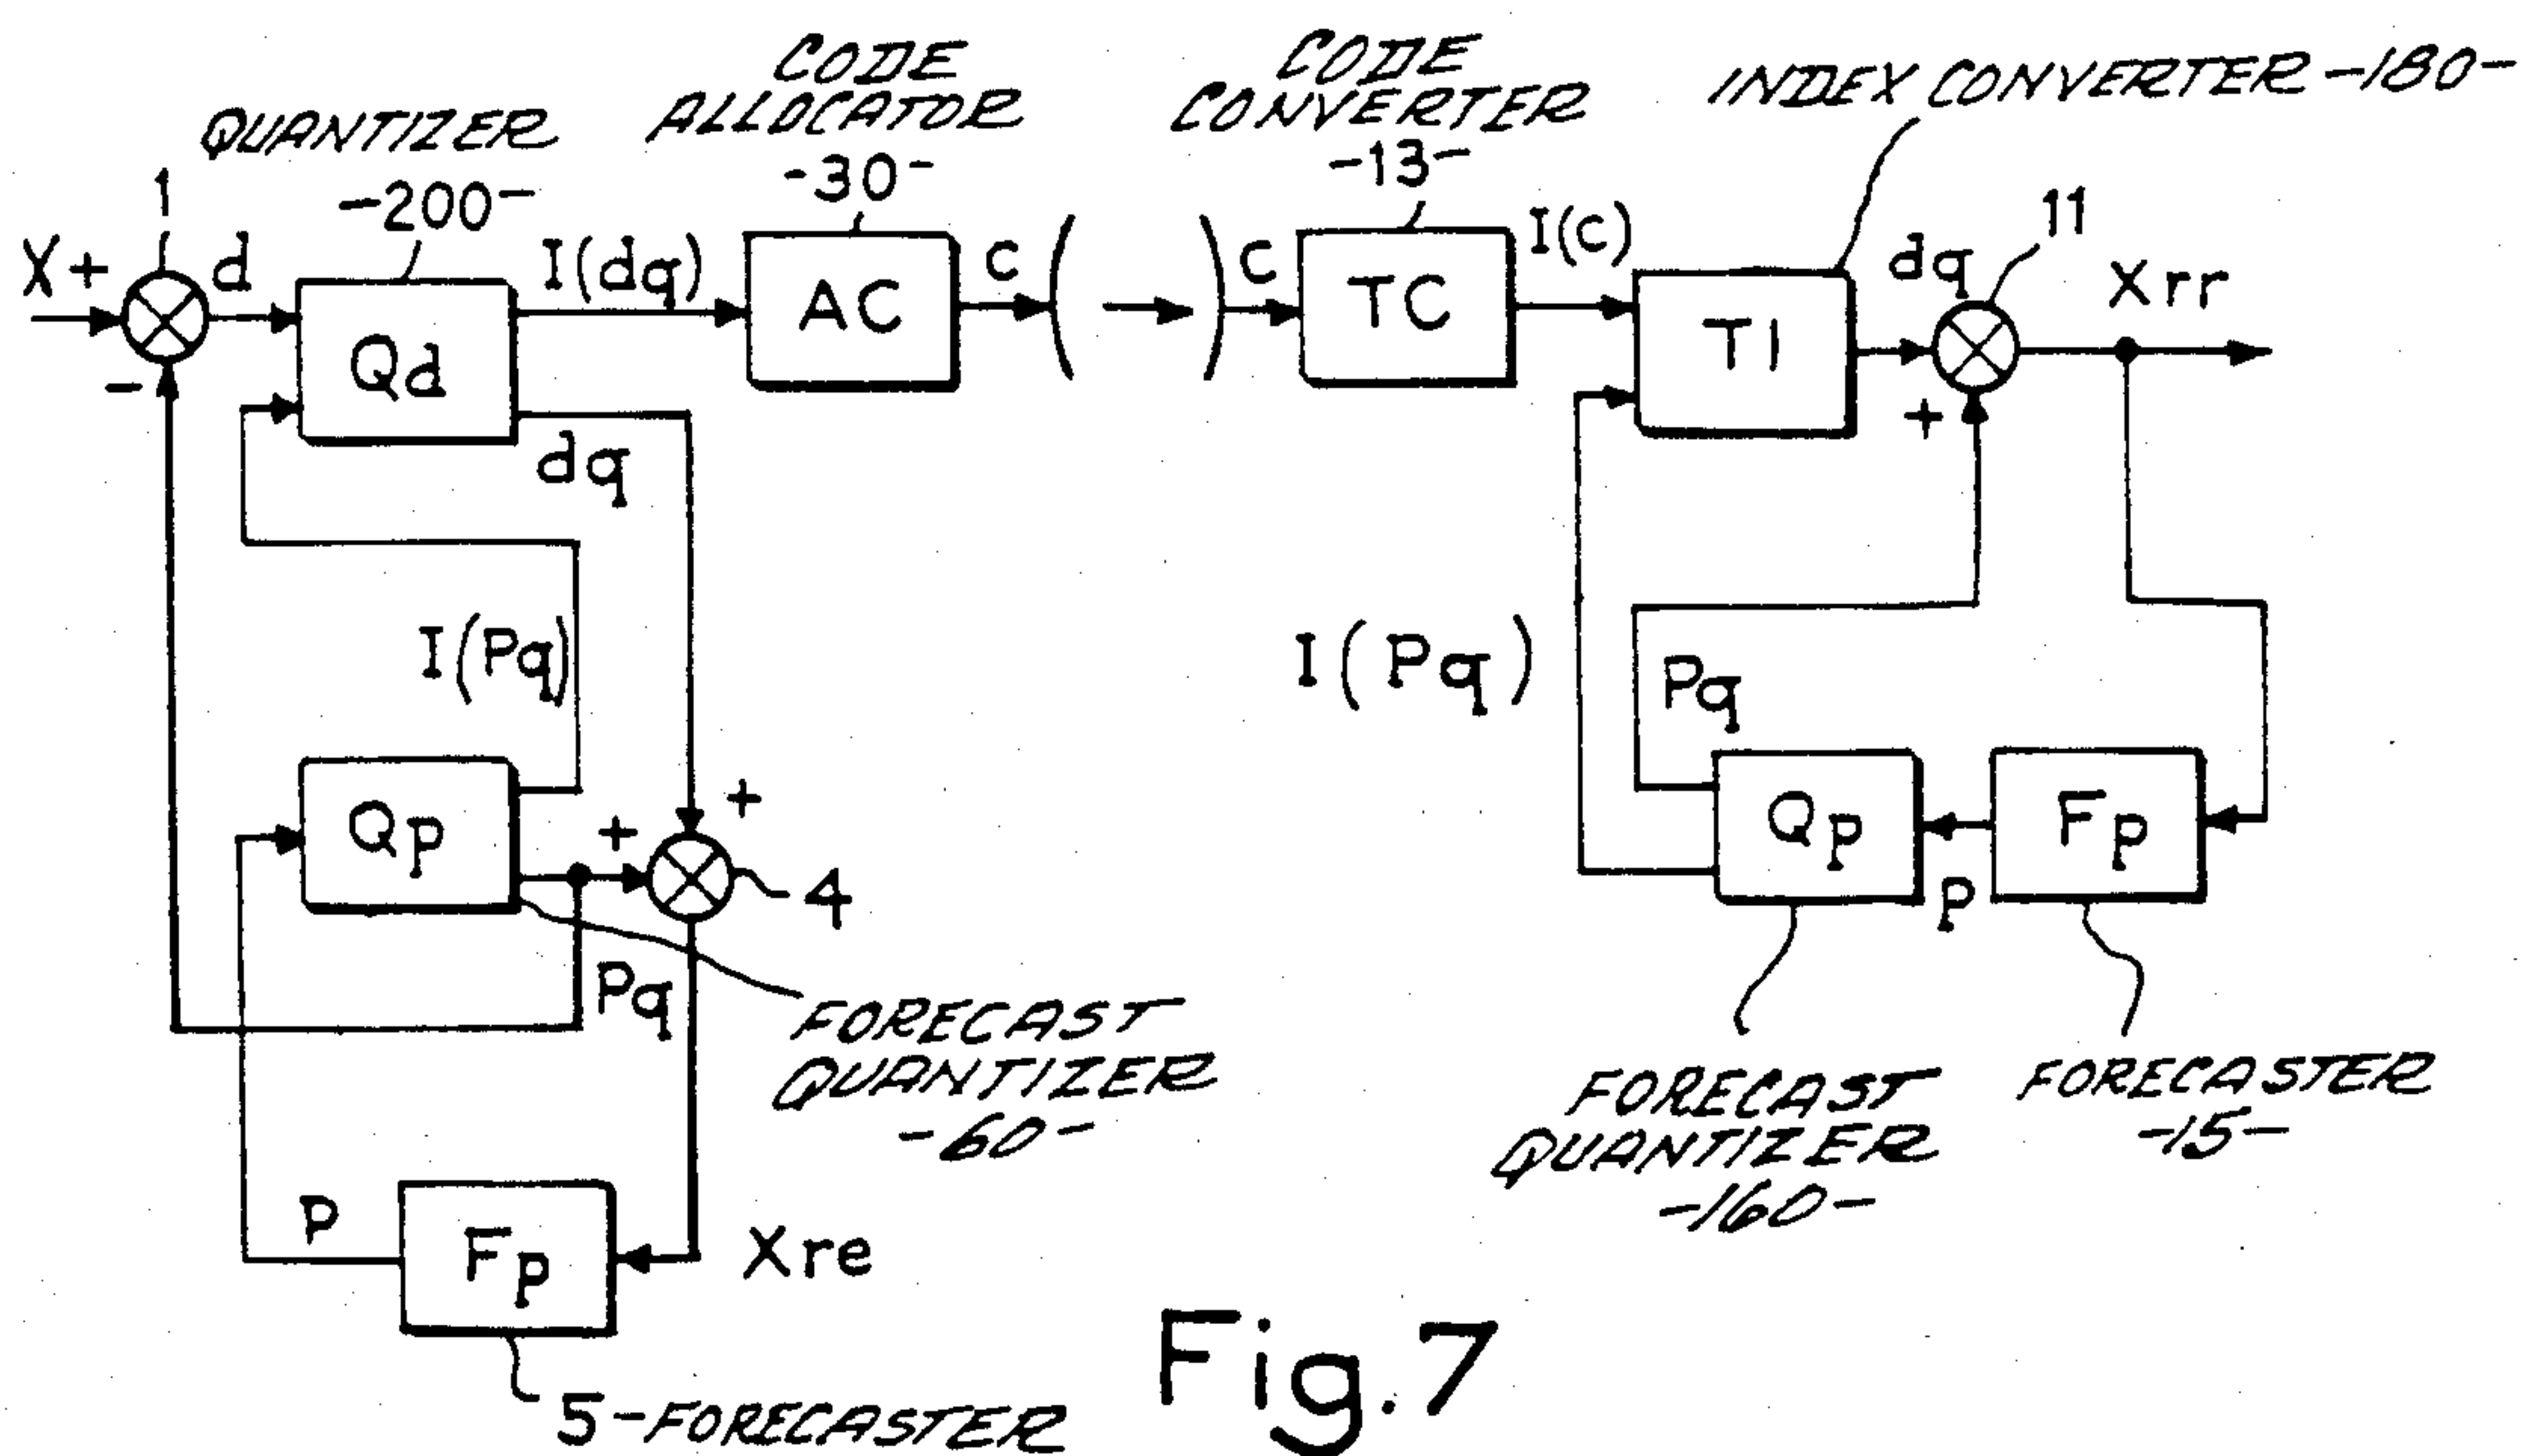 CODE
ALLOCATOR
-30-
CODE
CONVERTER
-13-
INDEX CONVERTER -180-
QUANTIZER
-200-
1
X+
d
-
Qd
I(dq)
dq
AC
c
(
)
c
TC
I(c)
TI
dq
11
Xrr
+
I(Pq)
Qp
+
+
4
Pq
FORECAST
QUANTIZER
-60-
P
Fp
Xre
5-FORECASTER
I(Pq)
Pq
Qp
P
Fp
FORECAST
QUANTIZER
-160-
FORECASTER
-15-
Fig.7